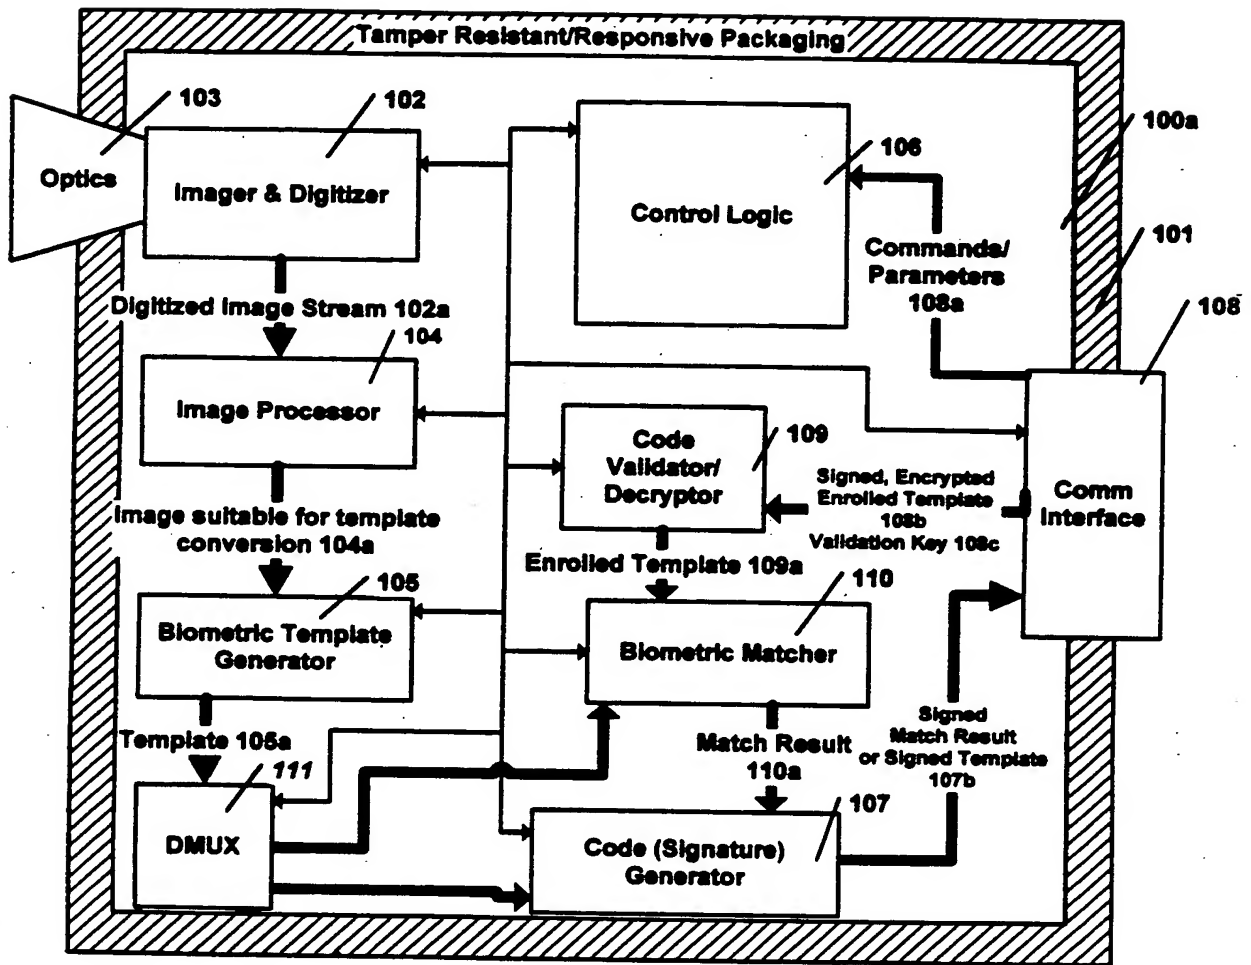 Tamper Resistant/Responsive Packaging
103
102
100a
Optics
Imager & Digitizer
106
Control Logic
101
Commands/
Parameters
108a
108
Digitized Image Stream 102a
104
Image Processor
Code
Validator/
Decryptor
109
Signed, Encrypted
Enrolled Template
108b
Validation Key 108c
Comm
Interface
Image suitable for template
conversion 104a
Enrolled Template 109a
105
110
Biometric Template
Generator
Biometric Matcher
Template 105a
111
Match Result
110a
Signed
Match Result
or Signed Template
107b
107
DMUX
Code (Signature)
Generator